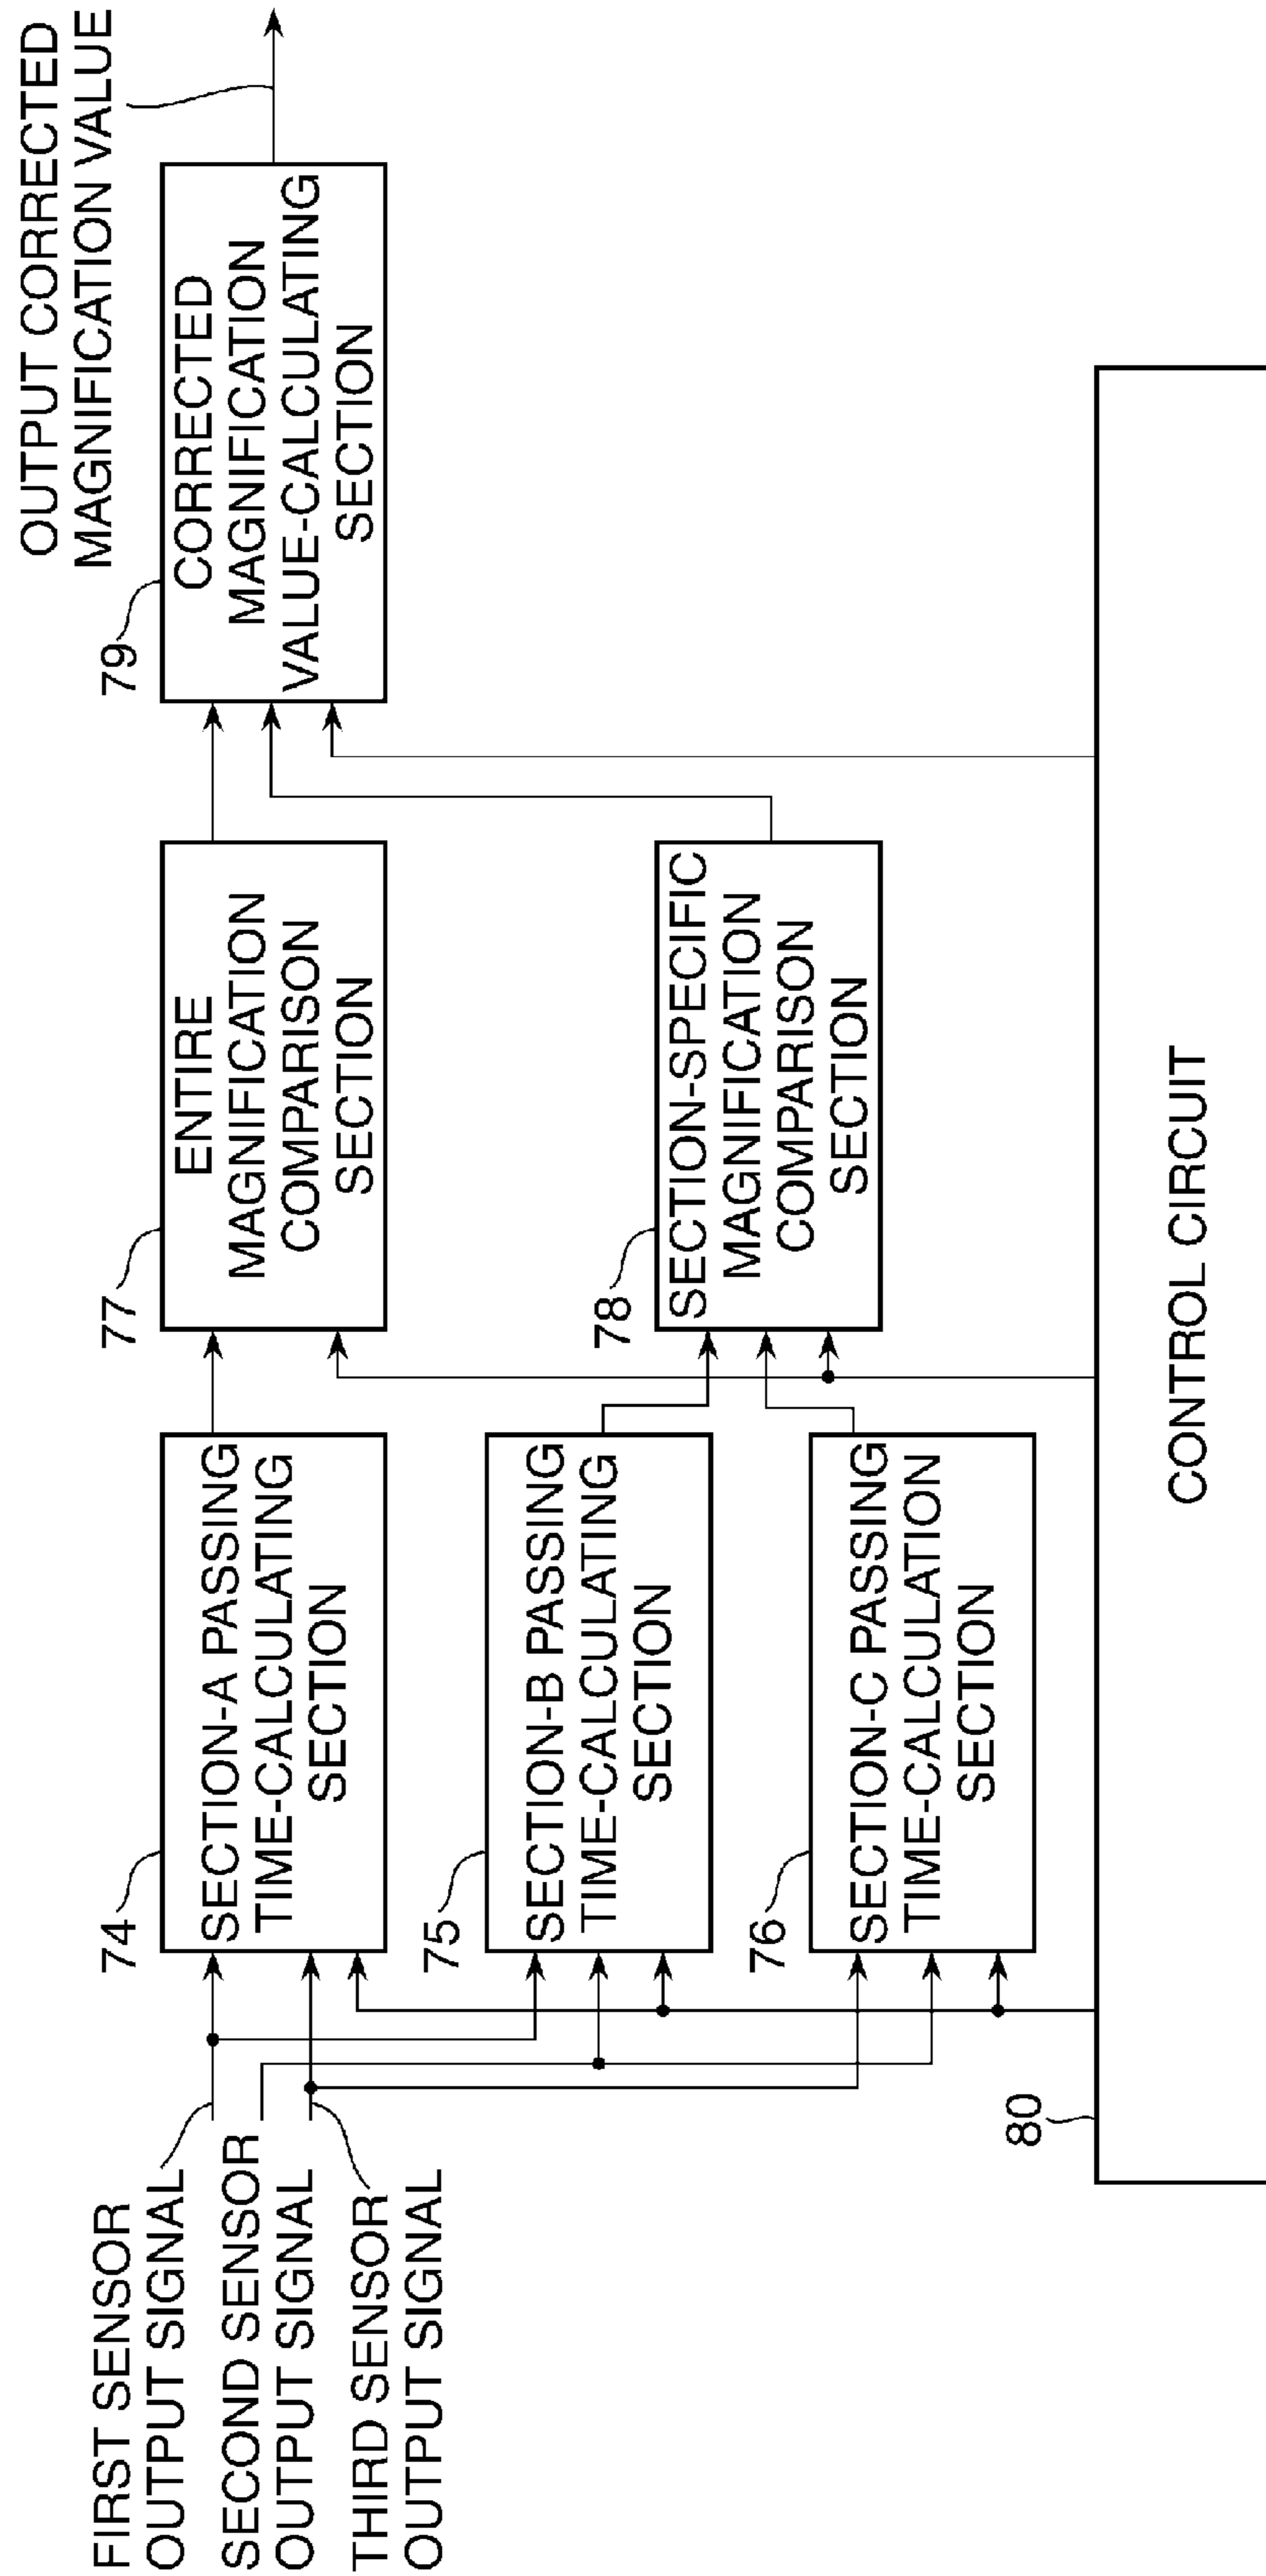 FIRST SENSOR
OUTPUT SIGNAL
SECOND SENSOR
OUTPUT SIGNAL
THIRD SENSOR
OUTPUT SIGNAL
74
SECTION-A PASSING
TIME-CALCULATING
SECTION
75
SECTION-B PASSING
TIME-CALCULATING
SECTION
76
SECTION-C PASSING
TIME-CALCULATION
SECTION
77
ENTIRE
MAGNIFICATION
COMPARISON
SECTION
78
SECTION-SPECIFIC
MAGNIFICATION
COMPARISON
SECTION
79
CORRECTED
MAGNIFICATION
VALUE-CALCULATING
SECTION
OUTPUT CORRECTED
MAGNIFICATION VALUE
80
CONTROL CIRCUIT